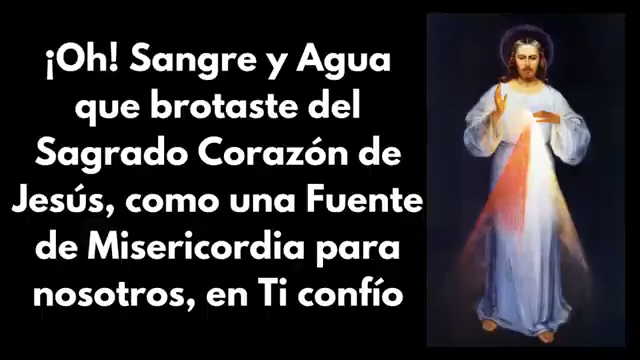 ¡Oh! Sangre y Agua
que brotaste del
Sagrado Corazón de
Jesús, como una Fuente
de Misericordia para
nosotros, en Ti confío